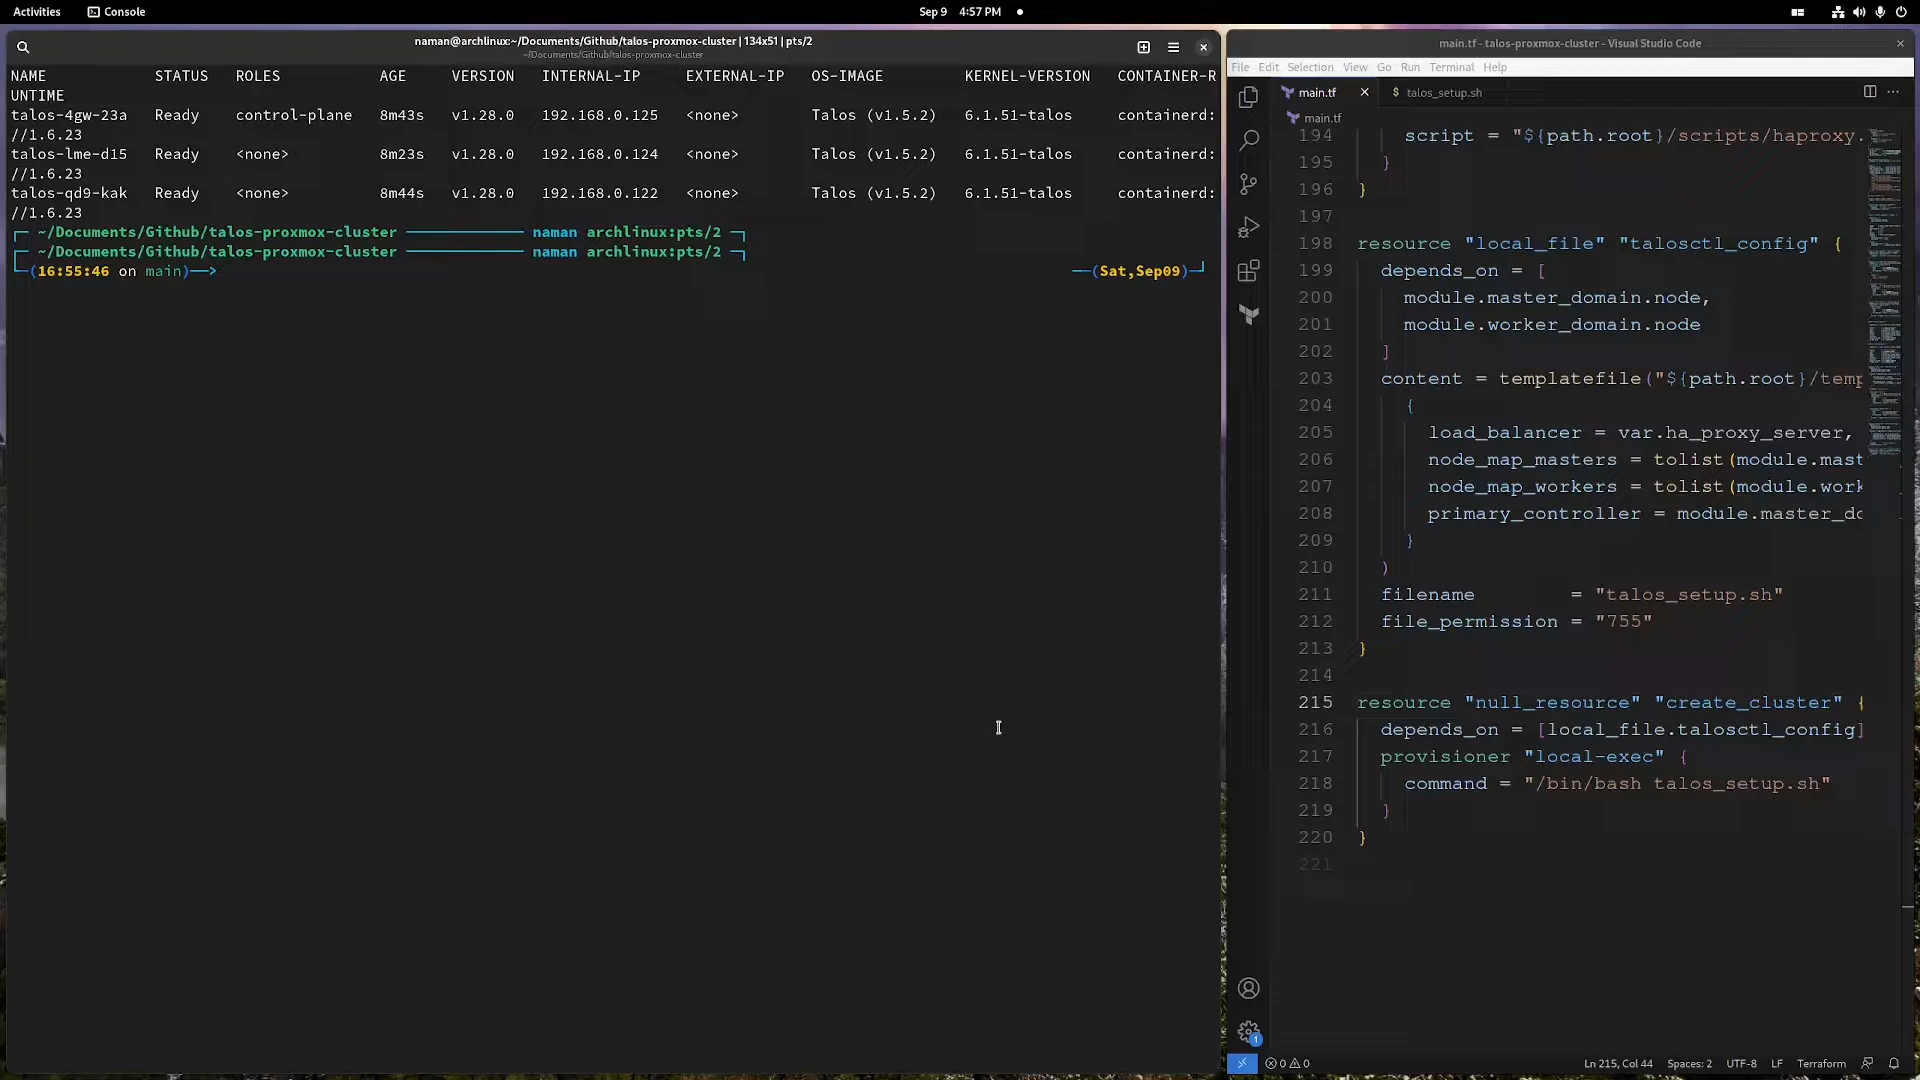 Activities
Console
Sep 9 4:57 PM
naman@archlinux:~/Documents/Github/talos-proxmox-cluster | 134x51 | pts/2
~/Documents/Github/talos-proxmox-cluster
NAME STATUS ROLES AGE VERSION INTERNAL-IP EXTERNAL-IP OS-IMAGE KERNEL-VERSION CONTAINER-R
UNTIME
talos-4gw-23a Ready control-plane 8m43s v1.28.0 192.168.0.125 <none> Talos (v1.5.2) 6.1.51-talos containerd:
//1.6.23
talos-lme-d15 Ready <none> 8m23s v1.28.0 192.168.0.124 <none> Talos (v1.5.2) 6.1.51-talos containerd:
//1.6.23
talos-qd9-kak Ready <none> 8m44s v1.28.0 192.168.0.122 <none> Talos (v1.5.2) 6.1.51-talos containerd:
//1.6.23
~/Documents/Github/talos-proxmox-cluster naman archlinux:pts/2
~/Documents/Github/talos-proxmox-cluster naman archlinux:pts/2
(16:55:46 on main)──> (Sat,Sep09)
main.tf - talos-proxmox-cluster - Visual Studio Code
File Edit Selection View Go Run Terminal Help
main.tf
$ talos_setup.sh
main.tf
194 script = "${path.root}/scripts/haproxy.
195 }
196 }
197
198 resource "local_file" "talosctl_config" {
199 depends_on = [
200 module.master_domain.node,
201 module.worker_domain.node
202 ]
203 content = templatefile("${path.root}/temp
204 {
205 load_balancer = var.ha_proxy_server,
206 node_map_masters = tolist(module.mast
207 node_map_workers = tolist(module.work
208 primary_controller = module.master_do
209 }
210 )
211 filename = "talos_setup.sh"
212 file_permission = "755"
213 }
214
215 resource "null_resource" "create_cluster" {
216 depends_on = [local_file.talosctl_config]
217 provisioner "local-exec" {
218 command = "/bin/bash talos_setup.sh"
219 }
220 }
221
1
0 0 Ln 215, Col 44 Spaces: 2 UTF-8 LF Terraform